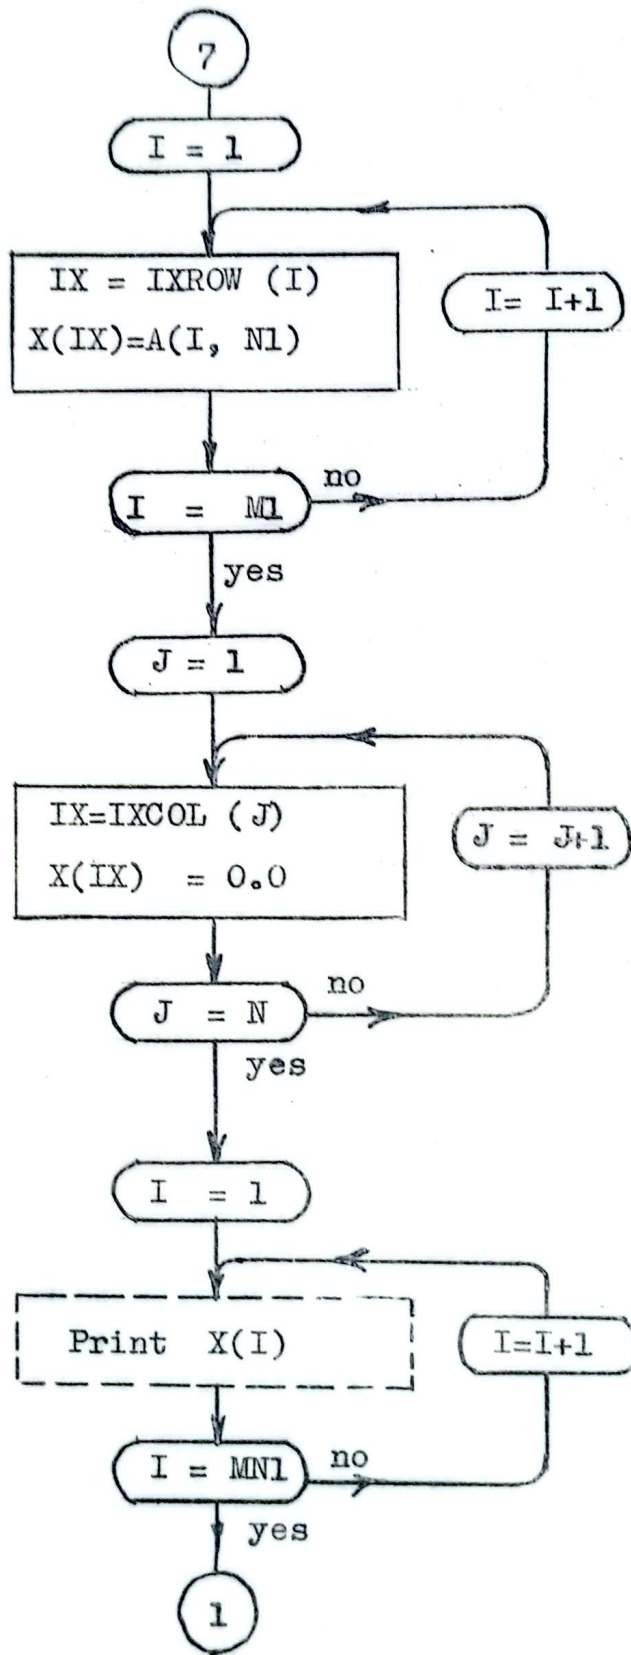 7
I = 1
IX = IXROW (I)
I= I+1
X(IX)=A(I, N1)
no
I = M1
yes
J = 1
IX=IXCOL (J)
J = J+1
X(IX) = 0.0
no
J = N
yes
I = 1
Print X(I)
I=I+1
I = MN1
no
yes
1